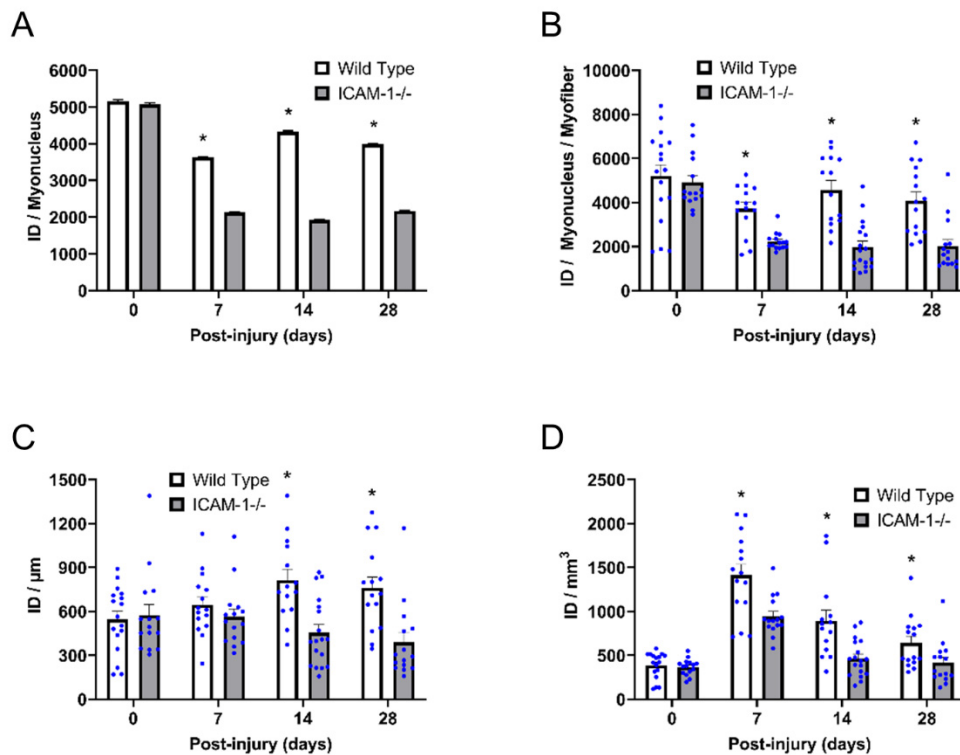 A
Wild Type
ICAM-1-/-
ID / Myonucleus
6000
5000
4000
3000
2000
1000
0
* * *
0 7 14 28
Post-injury (days)
B
Wild Type
ICAM-1-/-
ID / Myonucleus / Myofiber
10000
8000
6000
4000
2000
0
* * *
0 7 14 28
Post-injury (days)
C
Wild Type
ICAM-1-/-
ID / µm
1500
1200
900
600
300
0
* *
0 7 14 28
Post-injury (days)
D
Wild Type
ICAM-1-/-
ID / mm³
2500
2000
1500
1000
500
0
* * *
0 7 14 28
Post-injury (days)